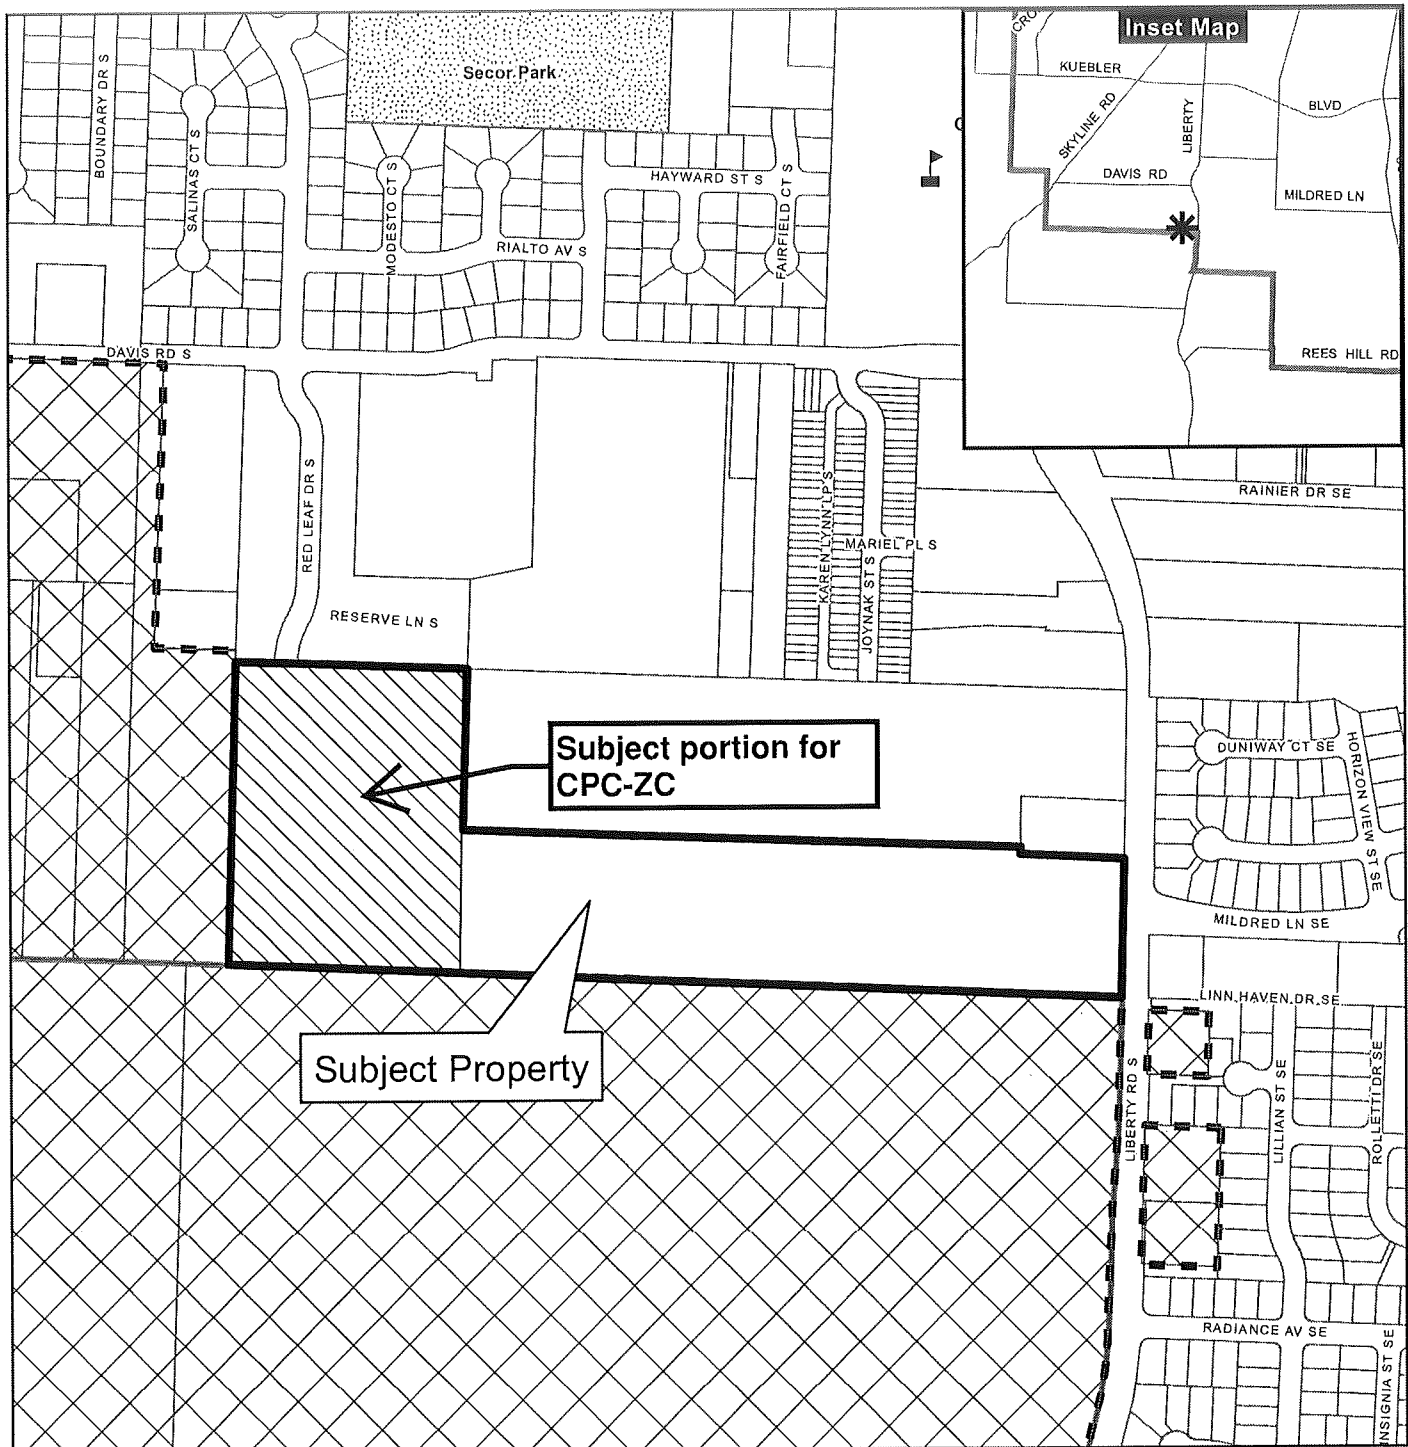 Inset Map
CRO
KUEBLER
BLVD
SKYLINE RD
LIBERTY
DAVIS RD
MILDRED LN
REES HILL RD
Secor Park
BOUNDARY DR S
SALINAS CT S
MODESTO CT S
HAYWARD ST S
FAIRFIELD CT S
RIALTO AV S
DAVIS RD S
RED LEAF DR S
RESERVE LN S
KAREN LYNN LP S
MARIEL PL S
JOYNAK ST S
RAINIER DR SE
Subject portion for
CPC-ZC
DUNIWAY CT SE
HORIZON VIEW ST SE
MILDRED LN SE
LINN HAVEN DR SE
Subject Property
LIBERTY RD S
LILLIAN ST SE
ROLLETTI DR SE
RADIANCE AV SE
INSIGNIA ST SE